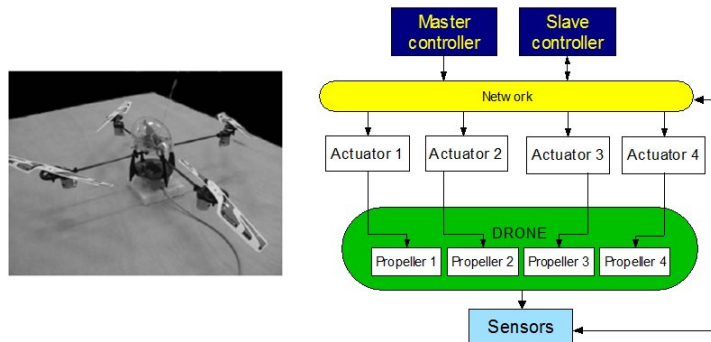 Master
controller
Slave
controller
Network
Actuator 1
Actuator 2
Actuator 3
Actuator 4
DRONE
Propeller 1
Propeller 2
Propeller 3
Propeller 4
Sensors